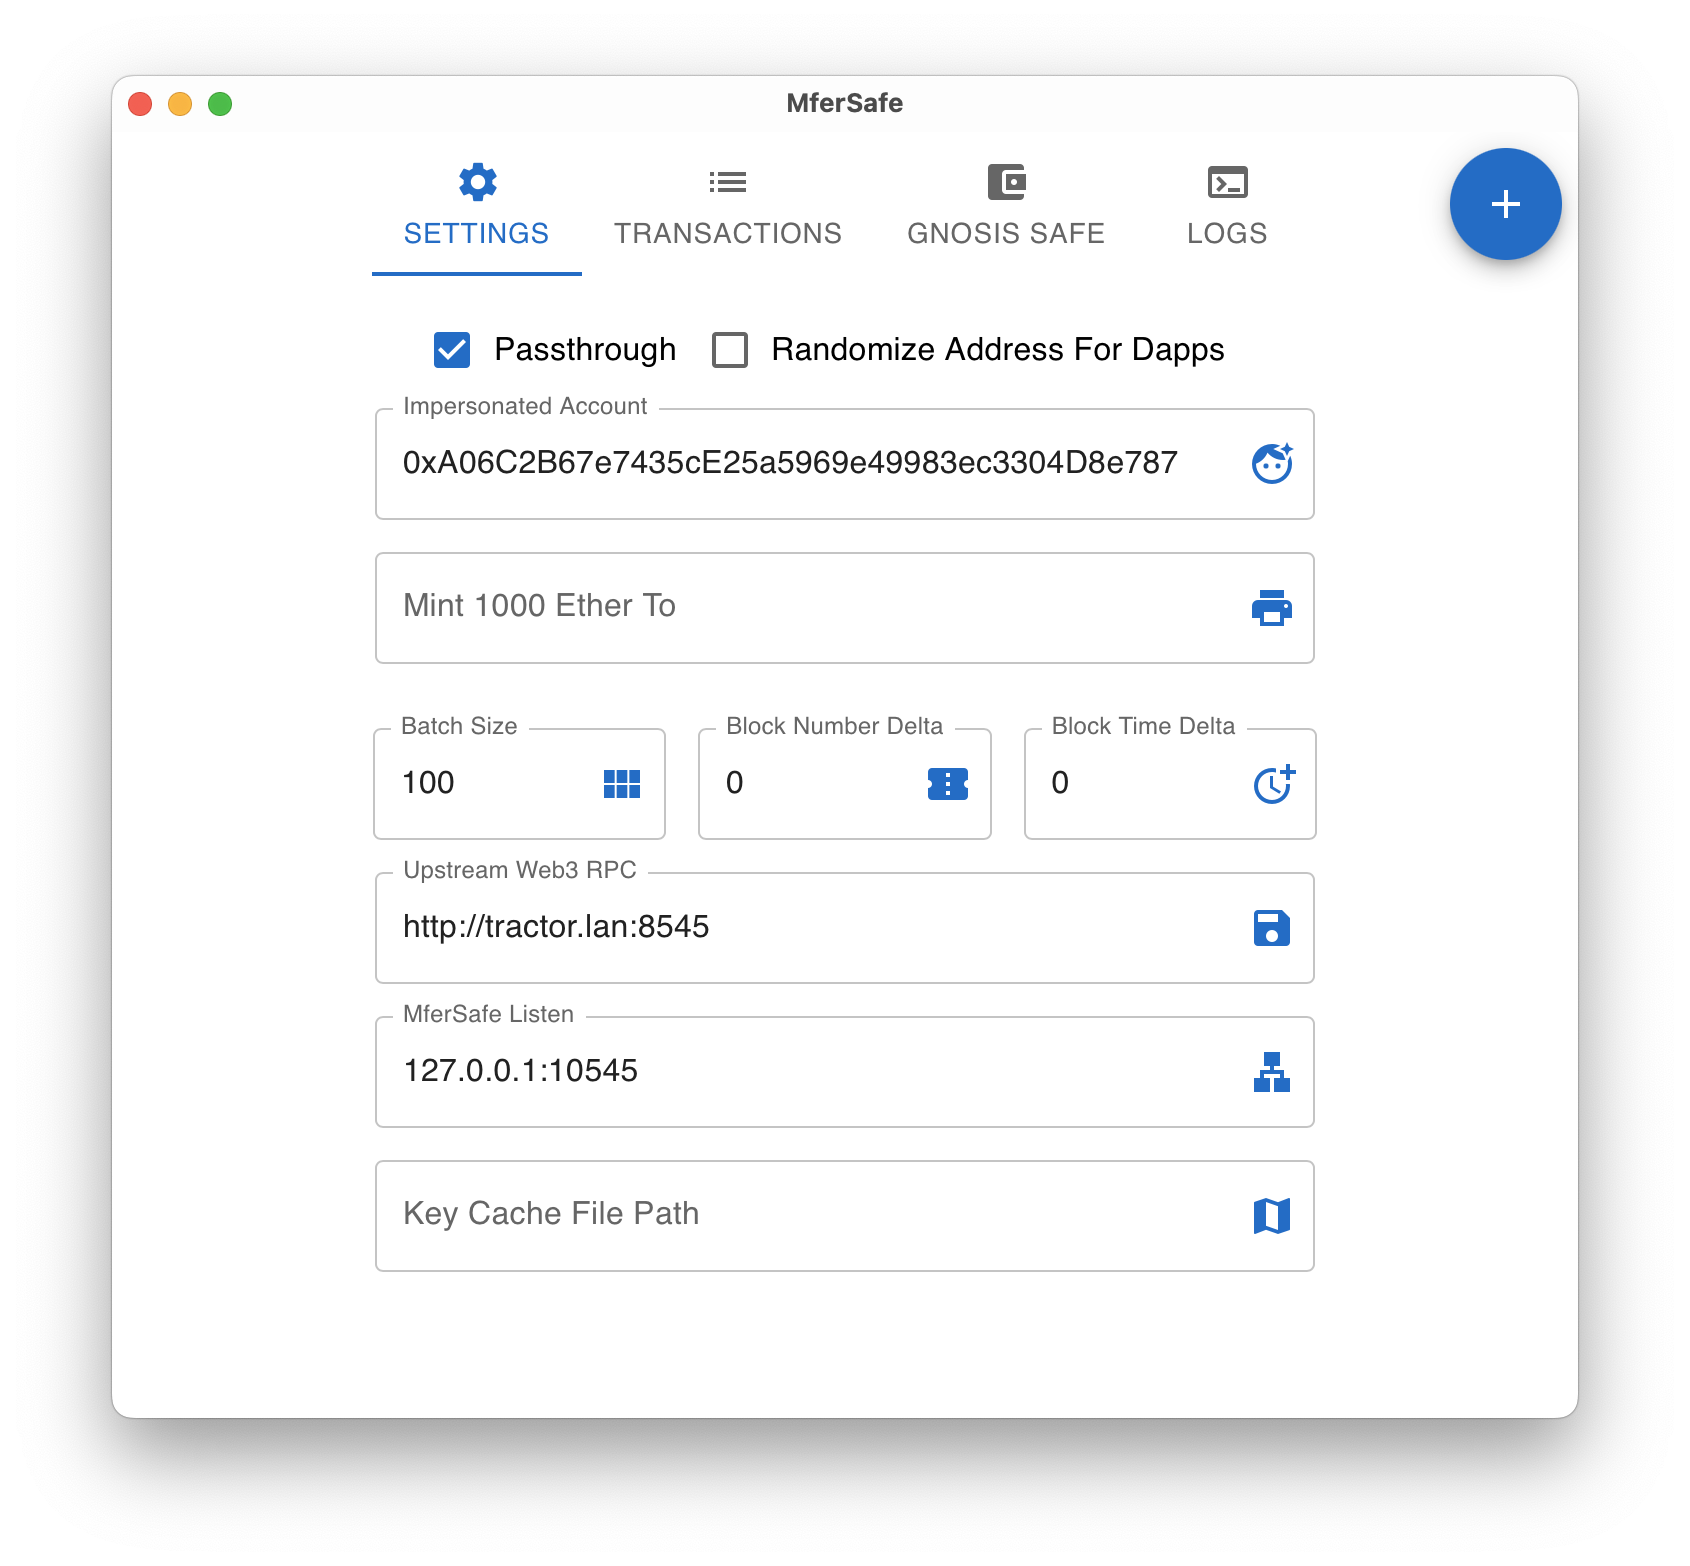 MferSafe
SETTINGS TRANSACTIONS GNOSIS SAFE LOGS
Passthrough Randomize Address For Dapps
Impersonated Account
0xA06C2B67e7435cE25a5969e49983ec3304D8e787
Mint 1000 Ether To
Batch Size Block Number Delta Block Time Delta
100 0 0
Upstream Web3 RPC
http://tractor.lan:8545
MferSafe Listen
127.0.0.1:10545
Key Cache File Path